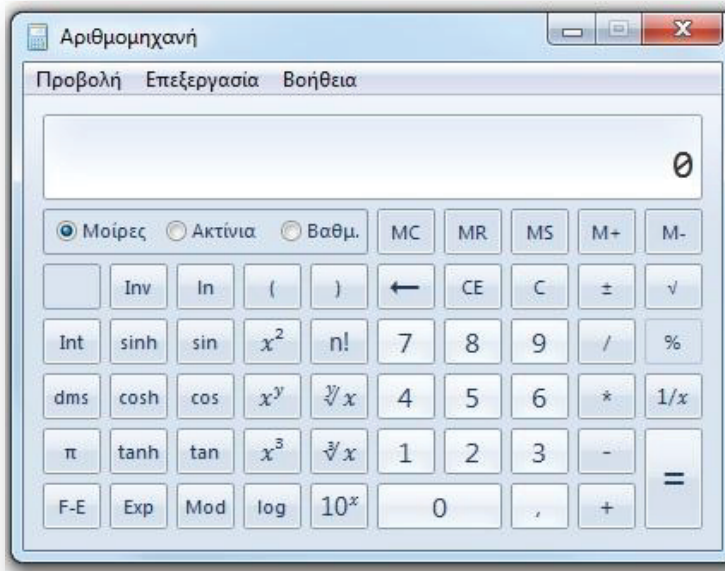 Αριθμομηχανή
Προβολή Επεξεργασία Βοήθεια
0
Μοίρες Ακτίνια Βαθμ. MC MR MS M+ M-
Inv ln ( ) ← CE C ± √
Int sinh sin x² n! 7 8 9 / %
dms cosh cos xʸ ʸ√x 4 5 6 * 1/x
π tanh tan x³ ³√x 1 2 3 - =
F-E Exp Mod log 10ˣ 0 , +